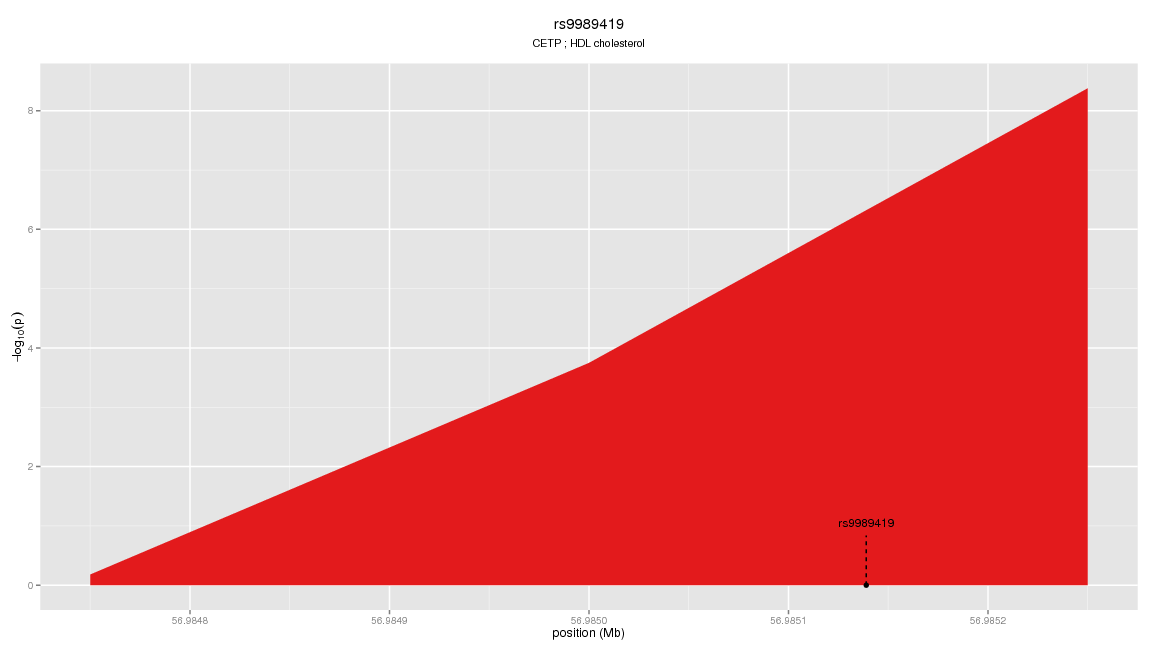 rs9989419
CETP ; HDL cholesterol
8
6
4
2
0
−log10(p)
rs9989419
56.9848 56.9849 56.9850 56.9851 56.9852
position (Mb)